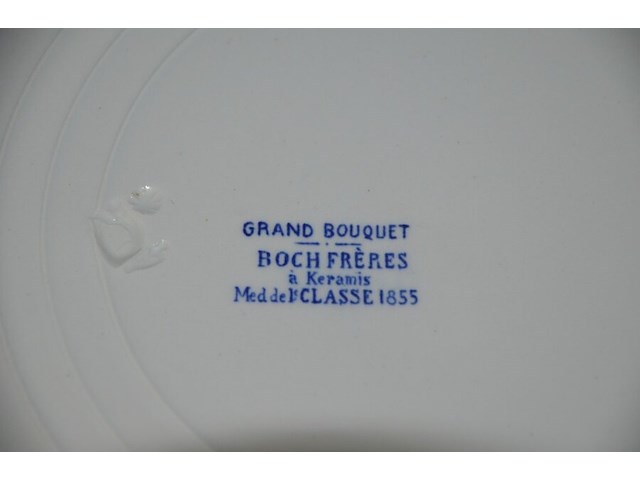 GRAND BOUQUET
BOCH FRÈRES
à Keramis
Med de 1e CLASSE 1855